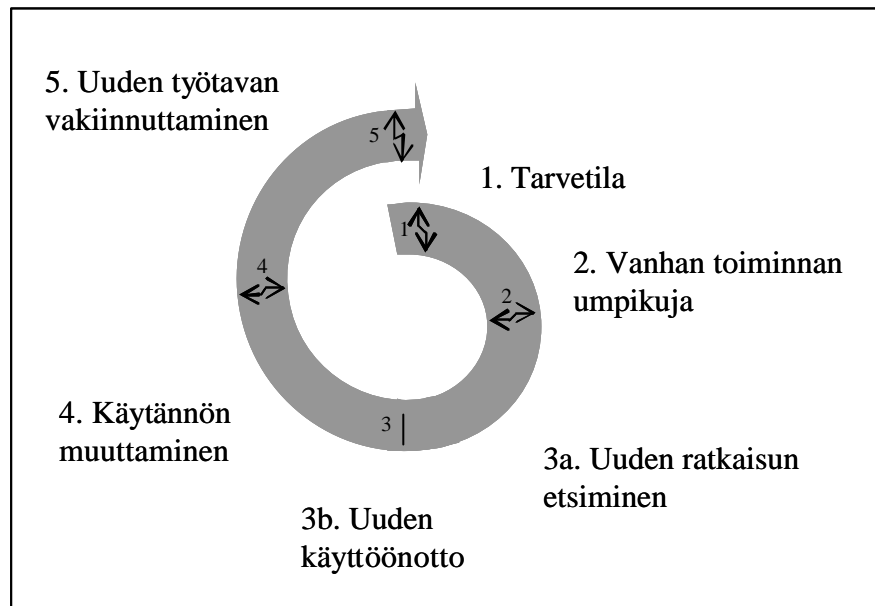 5. Uuden työtavan
vakiinnuttaminen
5
1. Tarvetila
1
2. Vanhan toiminnan
umpikuja
2
4
4. Käytännön
muuttaminen
3
3a. Uuden ratkaisun
etsiminen
3b. Uuden
käyttöönotto